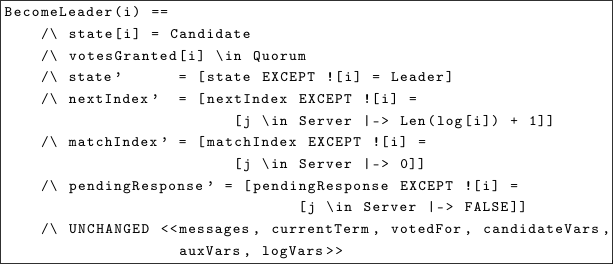 BecomeLeader(i) ==
/\ state[i] = Candidate
/\ votesGranted[i] \in Quorum
/\ state' = [state EXCEPT ![i] = Leader]
/\ nextIndex' = [nextIndex EXCEPT ![i] =
[j \in Server |-> Len(log[i]) + 1]]
/\ matchIndex' = [matchIndex EXCEPT ![i] =
[j \in Server |-> 0]]
/\ pendingResponse' = [pendingResponse EXCEPT ![i] =
[j \in Server |-> FALSE]]
/\ UNCHANGED <<messages, currentTerm, votedFor, candidateVars,
auxVars, logVars>>